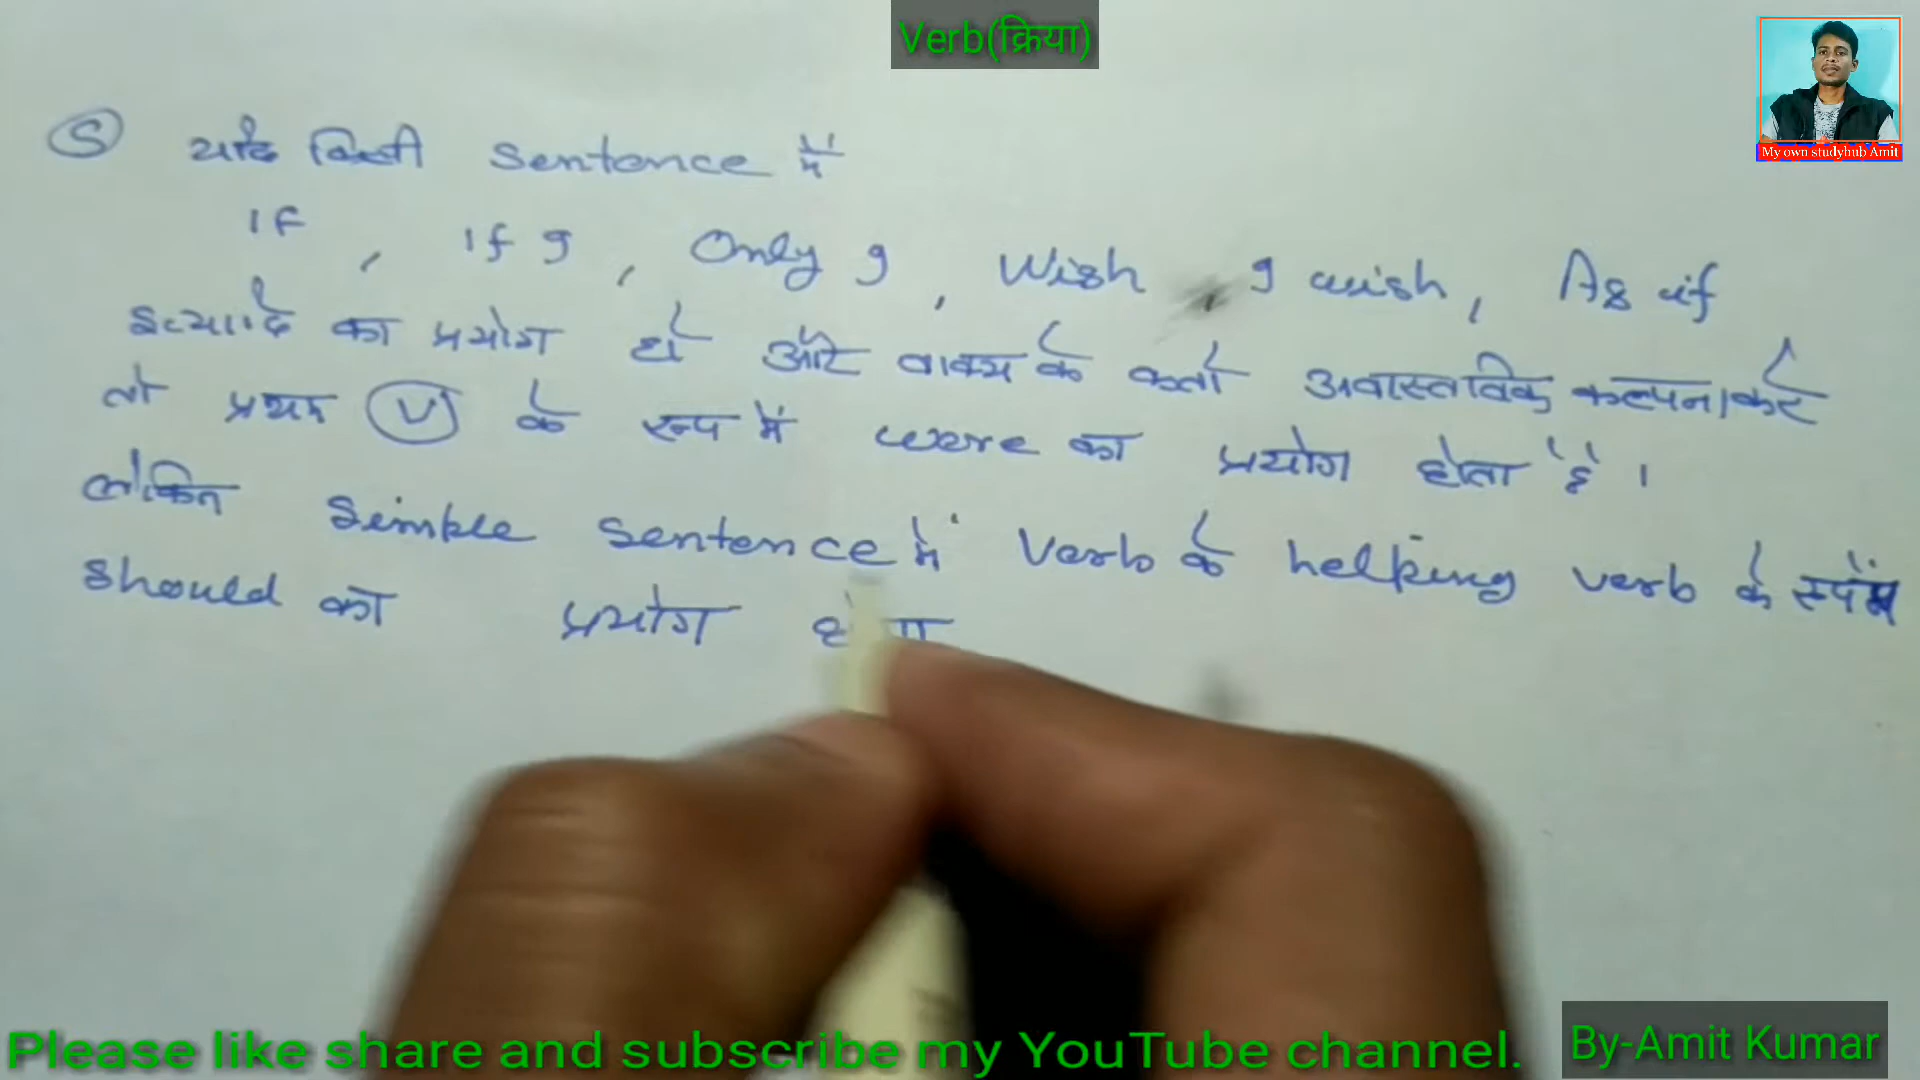 Verb(क्रिया)
My own studyhub Amit
5 यदि किसी Sentence में
If , If I , Only I , Wish , I wish , As if
इत्यादि का प्रयोग हो और वाक्य के कर्ता अवास्तविक कल्पना करे
तो प्रथम V के रूप में were का प्रयोग होता है ।
लेकिन Simble Sentence में Verb के helping verb के रूप में
Should का प्रयोग
Please like share and subscribe my YouTube channel.
By-Amit Kumar